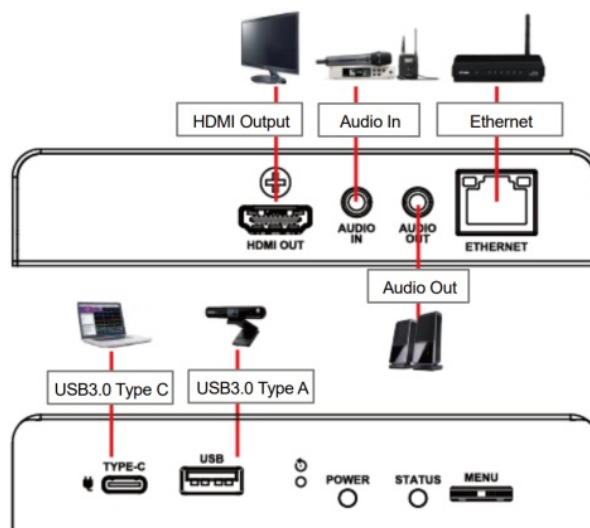 HDMI Output
Audio In
Ethernet
HDMI OUT
AUDIO
IN
AUDIO
OUT
ETHERNET
Audio Out
USB3.0 Type C
USB3.0 Type A
TYPE-C
USB
POWER
STATUS
MENU